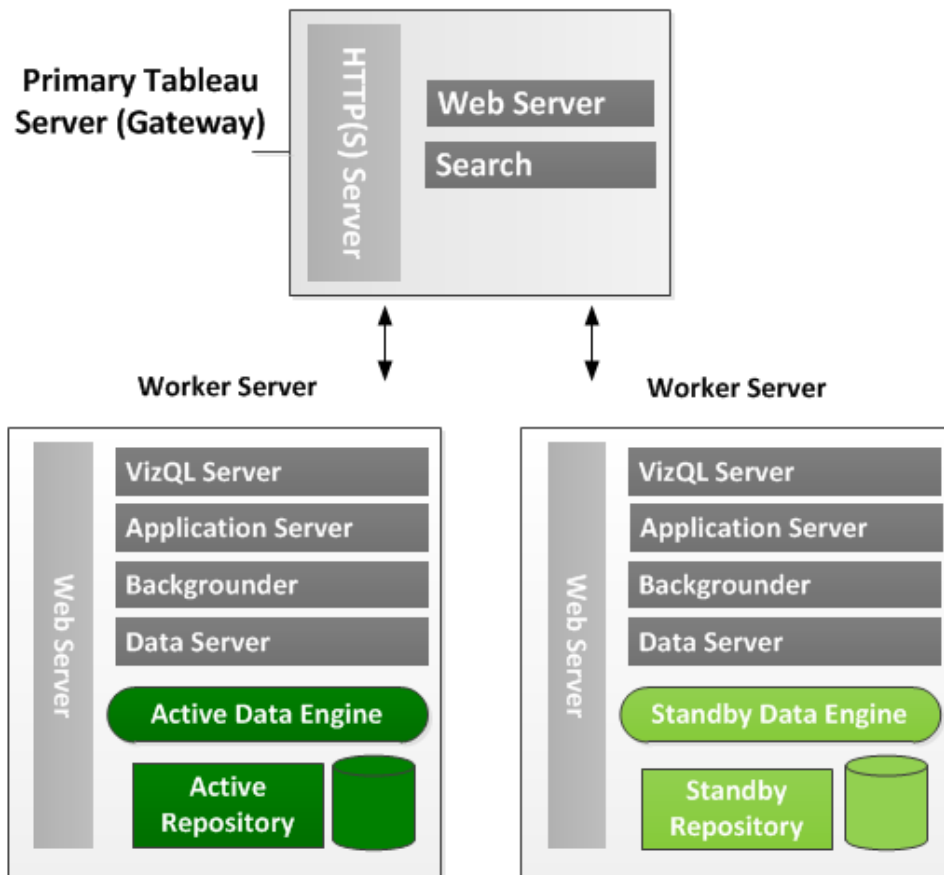 Primary Tableau
Server (Gateway)
HTTP(S) Server
Web Server
Search
Worker Server
Web Server
VizQL Server
Application Server
Backgrounder
Data Server
Active Data Engine
Active
Repository
Worker Server
Web Server
VizQL Server
Application Server
Backgrounder
Data Server
Standby Data Engine
Standby
Repository